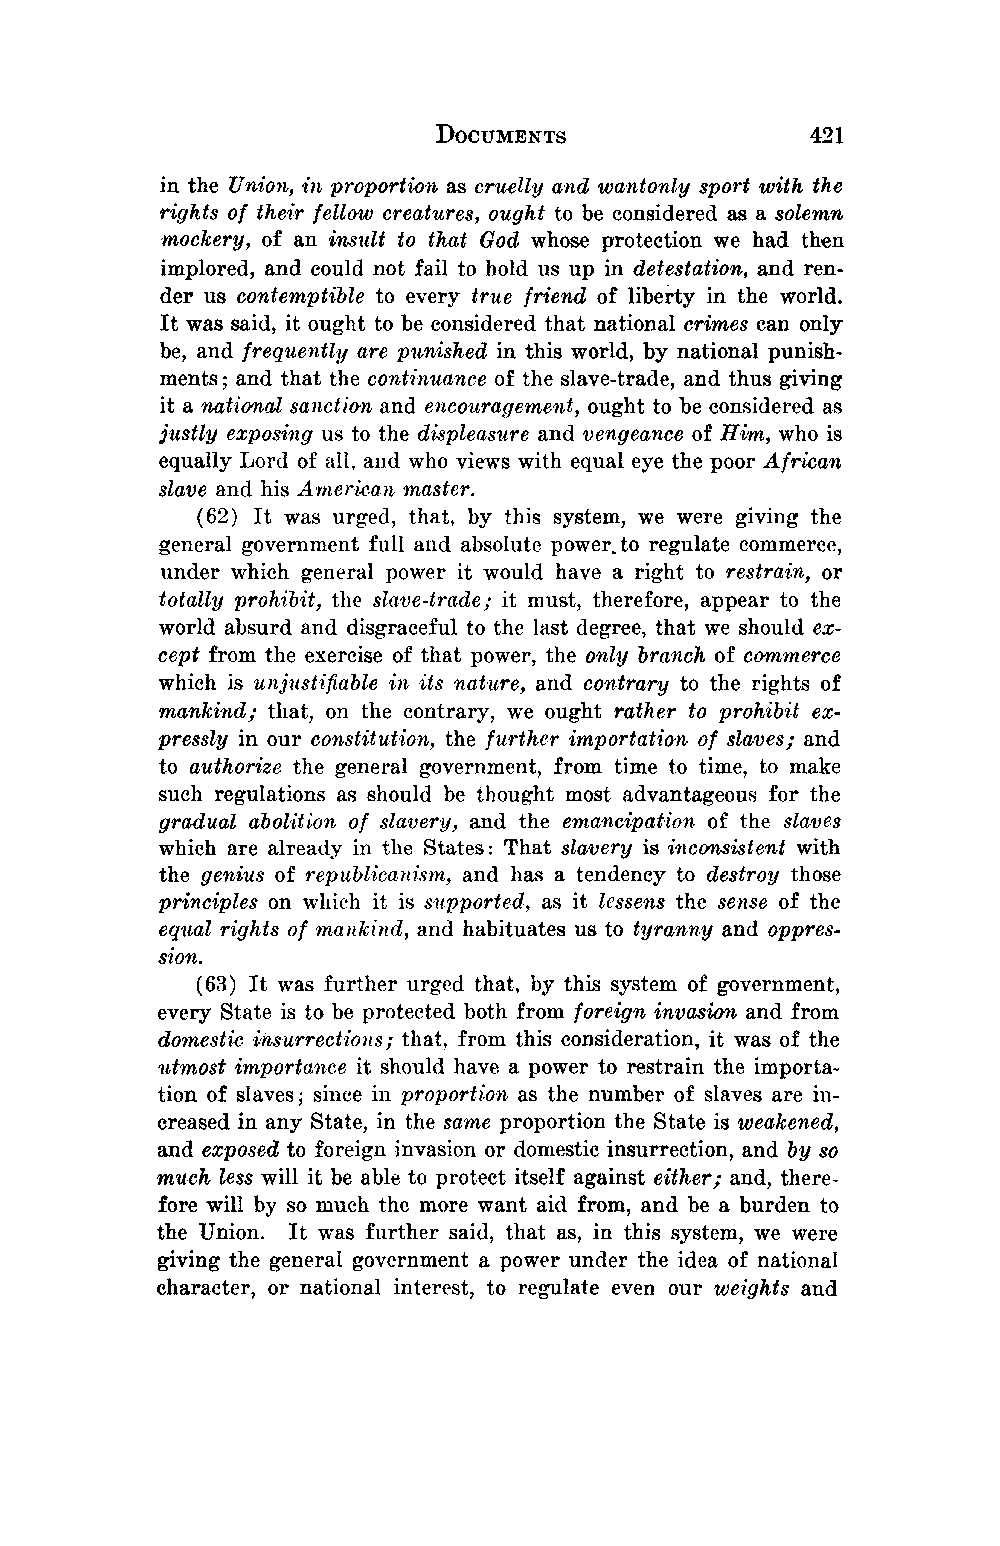 DOCUMENTS 421
in the Union, in proportion as cruelly and wantonly sport with the
rights of their fellow creatures, ought to be considered as a solemn
mockery, of an insult to that God whose protection we had then
implored, and could not fail to hold us up in detestation, and ren-
der us contemptible to every true friend of liberty in the world.
It was said, it ought to be considered that national crimes can only
be, and frequently are punished in this world, by national punish-
ments; and that the continuance of the slave-trade, and thus giving
it a national sanction and encouragement, ought to be considered as
justly exposing us to the displeasure and vengeance of Him, who is
equally Lord of all, and who views with equal eye the poor African
slave and his American master.
(62) It was urged, that, by this system, we were giving the
general government full and absolute power to regulate commerce,
under which general power it would have a right to restrain, or
totally prohibit, the slave-trade; it must, therefore, appear to the
world absurd and disgraceful to the last degree, that we should ex-
cept from the exercise of that power, the only branch of commerce
which is unjustifiable in its nature, and contrary to the rights of
mankind; that, on the contrary, we ought rather to prohibit ex-
pressly in our constitution, the further importation of slaves; and
to authorize the general government, from time to time, to make
such regulations as should be thought most advantageous for the
gradual abolition of slavery, and the emancipation of the slaves
which are already in the States: That slavery is inconsistent with
the genius of republicanism, and has a tendency to destroy those
principles on which it is supported, as it lessens the sense of the
equal rights of mankind, and habituates us to tyranny and oppres-
sion.
(63) It was further urged that, by this system of government,
every State is to be protected both from foreign invasion and from
domestic insurrections; that, from this consideration, it was of the
utmost importance it should have a power to restrain the importa-
tion of slaves; since in proportion as the number of slaves are in-
creased in any State, in the same proportion the State is weakened,
and exposed to foreign invasion or domestic insurrection, and by so
much less will it be able to protect itself against either; and, there-
fore will by so much the more want aid from, and be a burden to
the Union. It was further said, that as, in this system, we were
giving the general government a power under the idea of national
character, or national interest, to regulate even our weights and